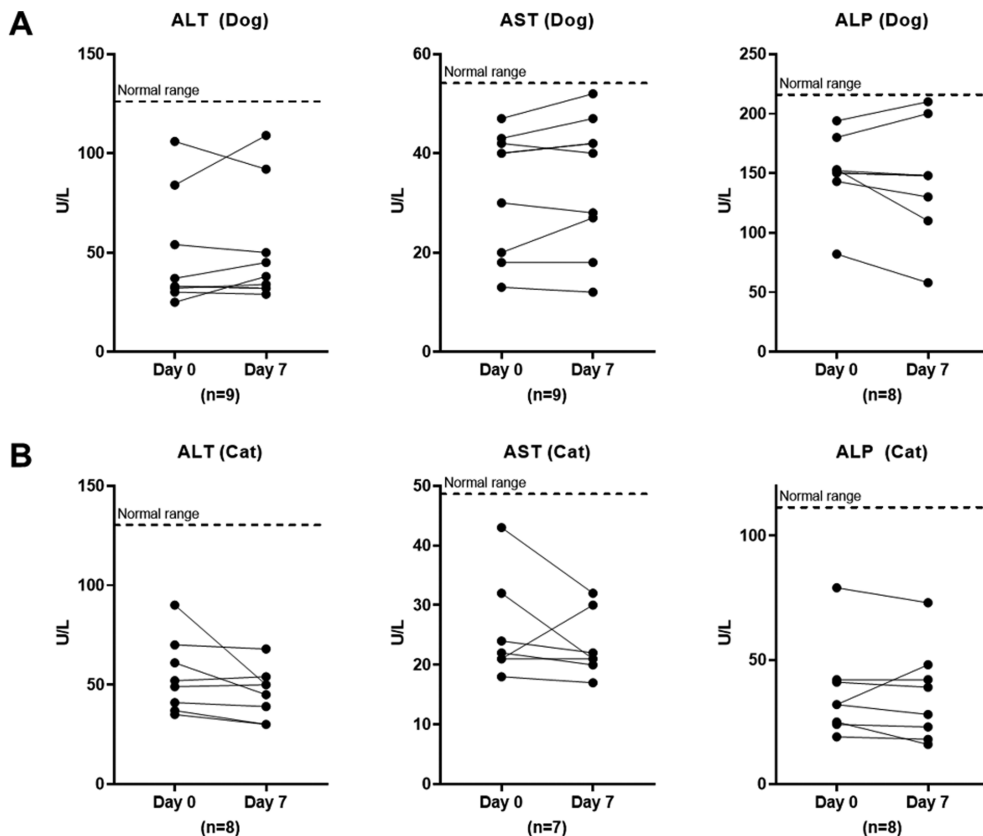 A
ALT (Dog)
AST (Dog)
ALP (Dog)
150
100
50
0
U/L
Normal range
Day 0
Day 7
(n=9)
60
40
20
0
U/L
Normal range
Day 0
Day 7
(n=9)
250
200
150
100
50
0
U/L
Normal range
Day 0
Day 7
(n=8)
B
ALT (Cat)
AST (Cat)
ALP (Cat)
150
100
50
0
U/L
Normal range
Day 0
Day 7
(n=8)
50
40
30
20
10
0
U/L
Normal range
Day 0
Day 7
(n=7)
100
50
0
U/L
Normal range
Day 0
Day 7
(n=8)